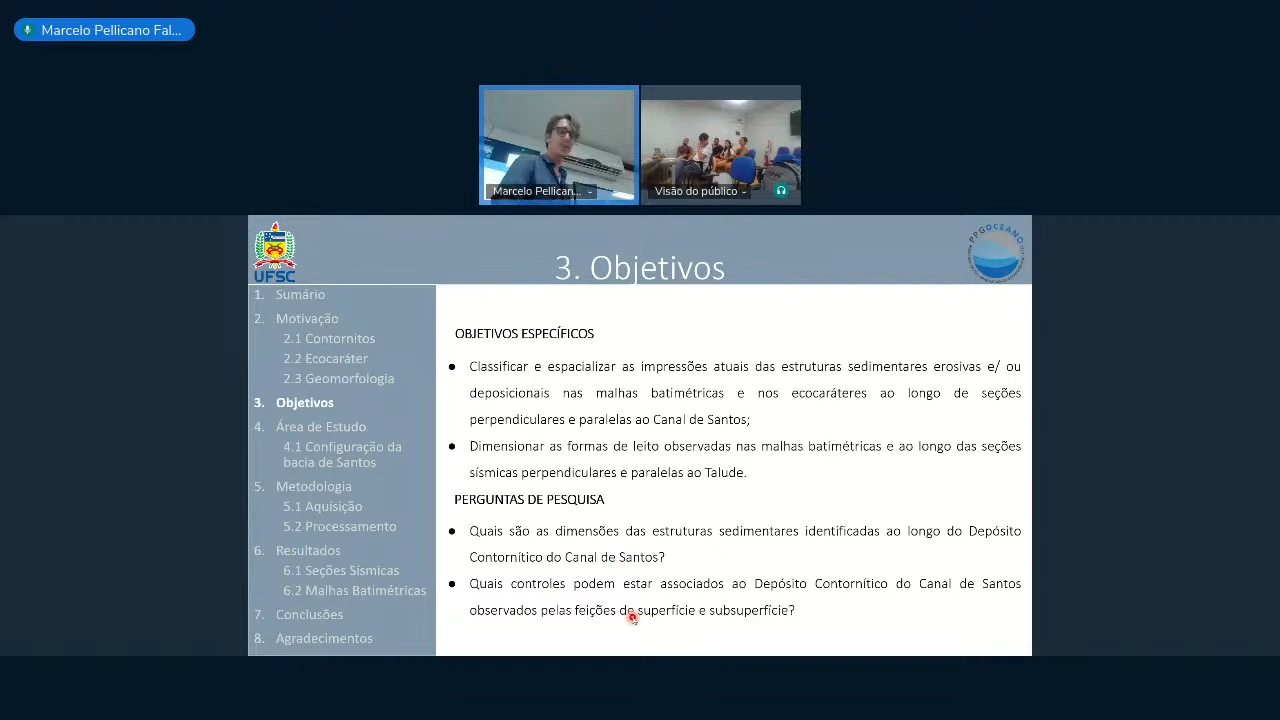 Marcelo Pellicano Fal...
Marcelo Pellican...
Visão do público
UFSC
PPGOCEANO
3. Objetivos
1. Sumário
2. Motivação
2.1 Contornitos
2.2 Ecocaráter
2.3 Geomorfologia
3. Objetivos
4. Área de Estudo
4.1 Configuração da
bacia de Santos
5. Metodologia
5.1 Aquisição
5.2 Processamento
6. Resultados
6.1 Seções Sísmicas
6.2 Malhas Batimétricas
7. Conclusões
8. Agradecimentos
OBJETIVOS ESPECÍFICOS
● Classificar e espacializar as impressões atuais das estruturas sedimentares erosivas e/ ou
deposicionais nas malhas batimétricas e nos ecocaráteres ao longo de seções
perpendiculares e paralelas ao Canal de Santos;
● Dimensionar as formas de leito observadas nas malhas batimétricas e ao longo das seções
sísmicas perpendiculares e paralelas ao Talude.
PERGUNTAS DE PESQUISA
● Quais são as dimensões das estruturas sedimentares identificadas ao longo do Depósito
Contornítico do Canal de Santos?
● Quais controles podem estar associados ao Depósito Contornítico do Canal de Santos
observados pelas feições de superfície e subsuperfície?